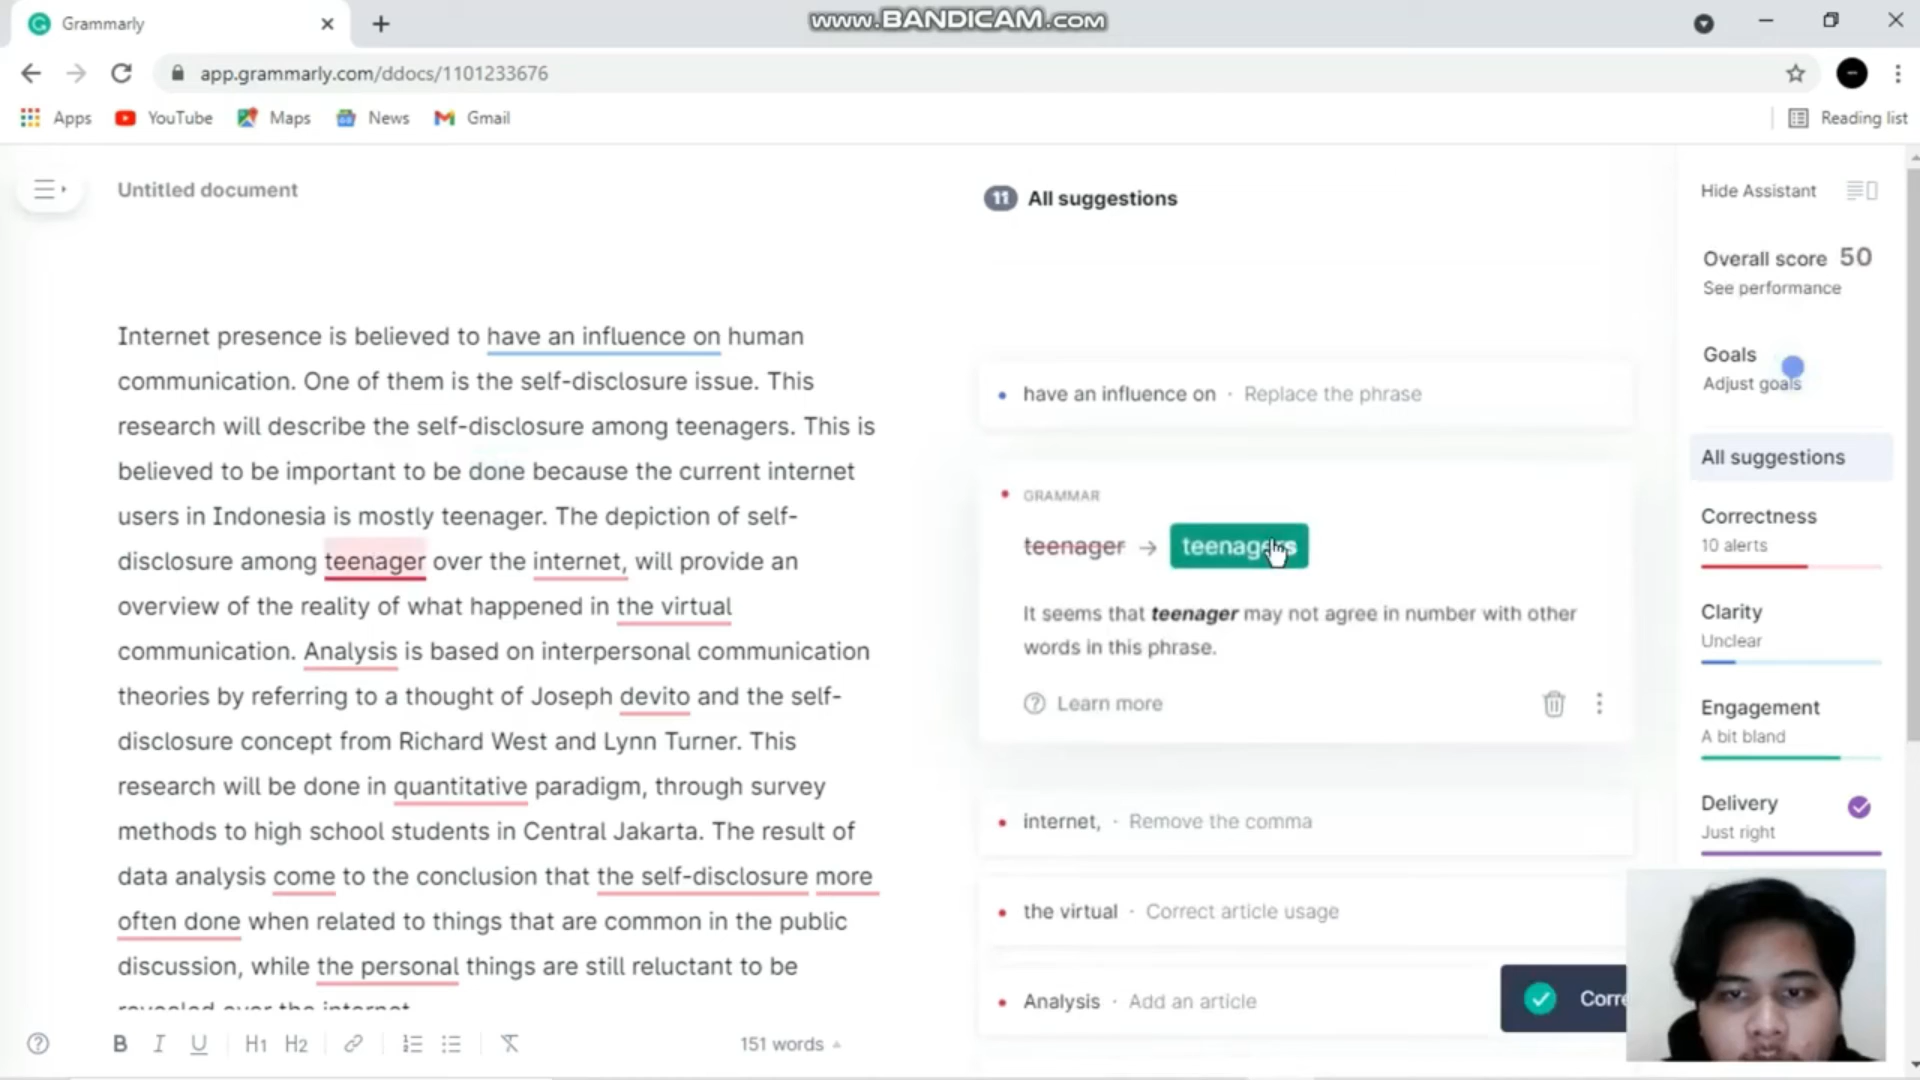 Grammarly
www.BANDICAM.com
app.grammarly.com/ddocs/1101233676
Apps
YouTube
Maps
News
Gmail
Reading list
Untitled document
Internet presence is believed to have an influence on human
communication. One of them is the self-disclosure issue. This
research will describe the self-disclosure among teenagers. This is
believed to be important to be done because the current internet
users in Indonesia is mostly teenager. The depiction of self-
disclosure among teenager over the internet, will provide an
overview of the reality of what happened in the virtual
communication. Analysis is based on interpersonal communication
theories by referring to a thought of Joseph devito and the self-
disclosure concept from Richard West and Lynn Turner. This
research will be done in quantitative paradigm, through survey
methods to high school students in Central Jakarta. The result of
data analysis come to the conclusion that the self-disclosure more
often done when related to things that are common in the public
discussion, while the personal things are still reluctant to be
revealed over the internet.
B I U H1 H2
151 words
11 All suggestions
have an influence on · Replace the phrase
GRAMMAR
teenager → teenagers
It seems that teenager may not agree in number with other
words in this phrase.
Learn more
internet, · Remove the comma
the virtual · Correct article usage
Analysis · Add an article
Hide Assistant
Overall score 50
See performance
Goals
Adjust goals
All suggestions
Correctness
10 alerts
Clarity
Unclear
Engagement
A bit bland
Delivery
Just right